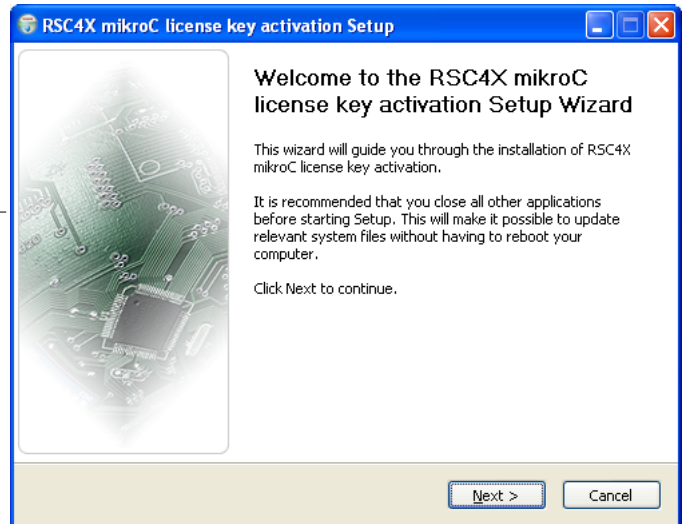 RSC4X mikroC license key activation Setup
Welcome to the RSC4X mikroC
license key activation Setup Wizard
This wizard will guide you through the installation of RSC4X
mikroC license key activation.
It is recommended that you close all other applications
before starting Setup. This will make it possible to update
relevant system files without having to reboot your
computer.
Click Next to continue.
Next >
Cancel